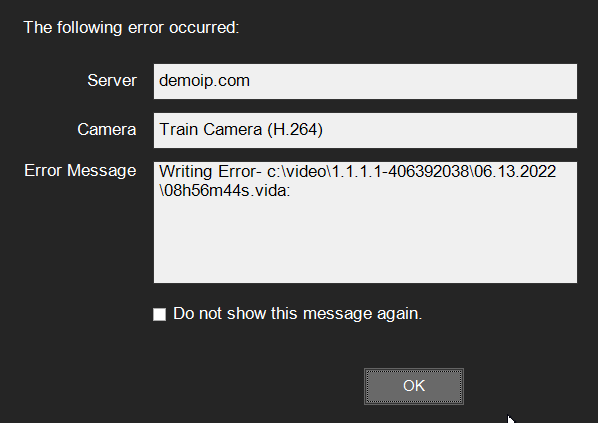 The following error occurred:
Server
demoip.com
Camera
Train Camera (H.264)
Error Message
Writing Error- c:\video\1.1.1.1-406392038\06.13.2022
\08h56m44s.vida:
Do not show this message again.
OK